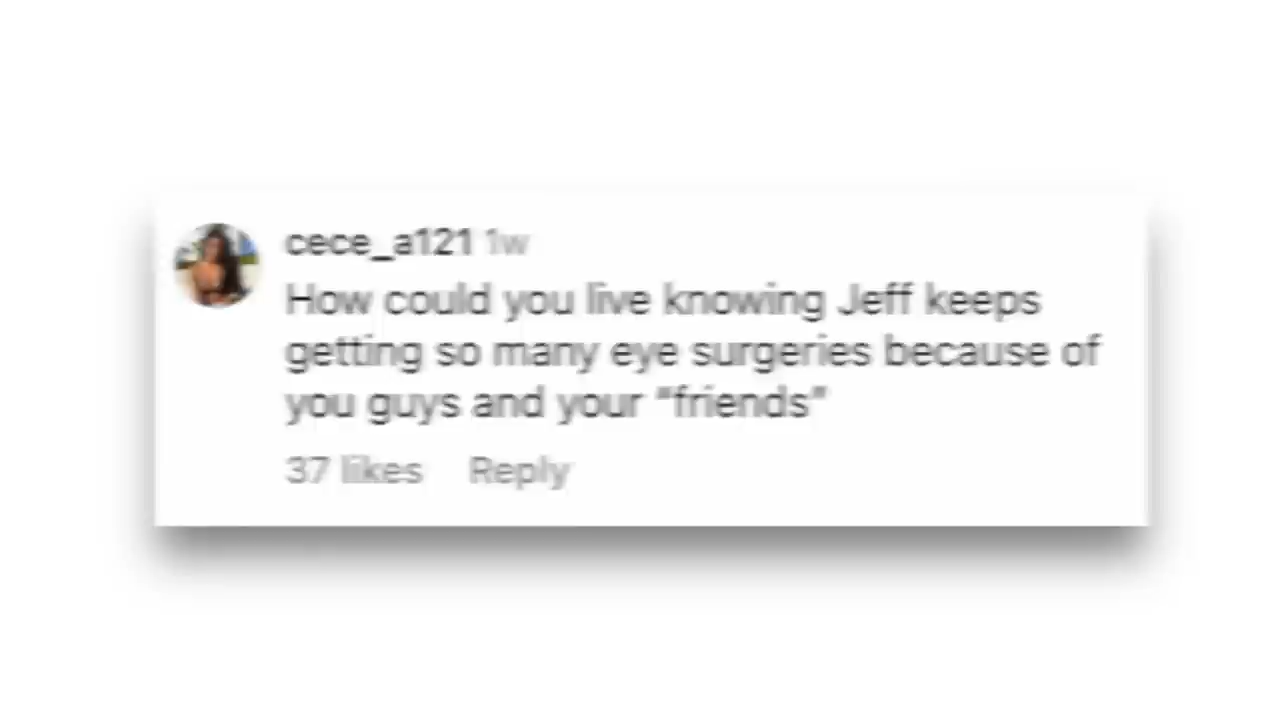 cece_a121 1w
How could you live knowing Jeff keeps
getting so many eye surgeries because of
you guys and your “friends”
37 likes Reply